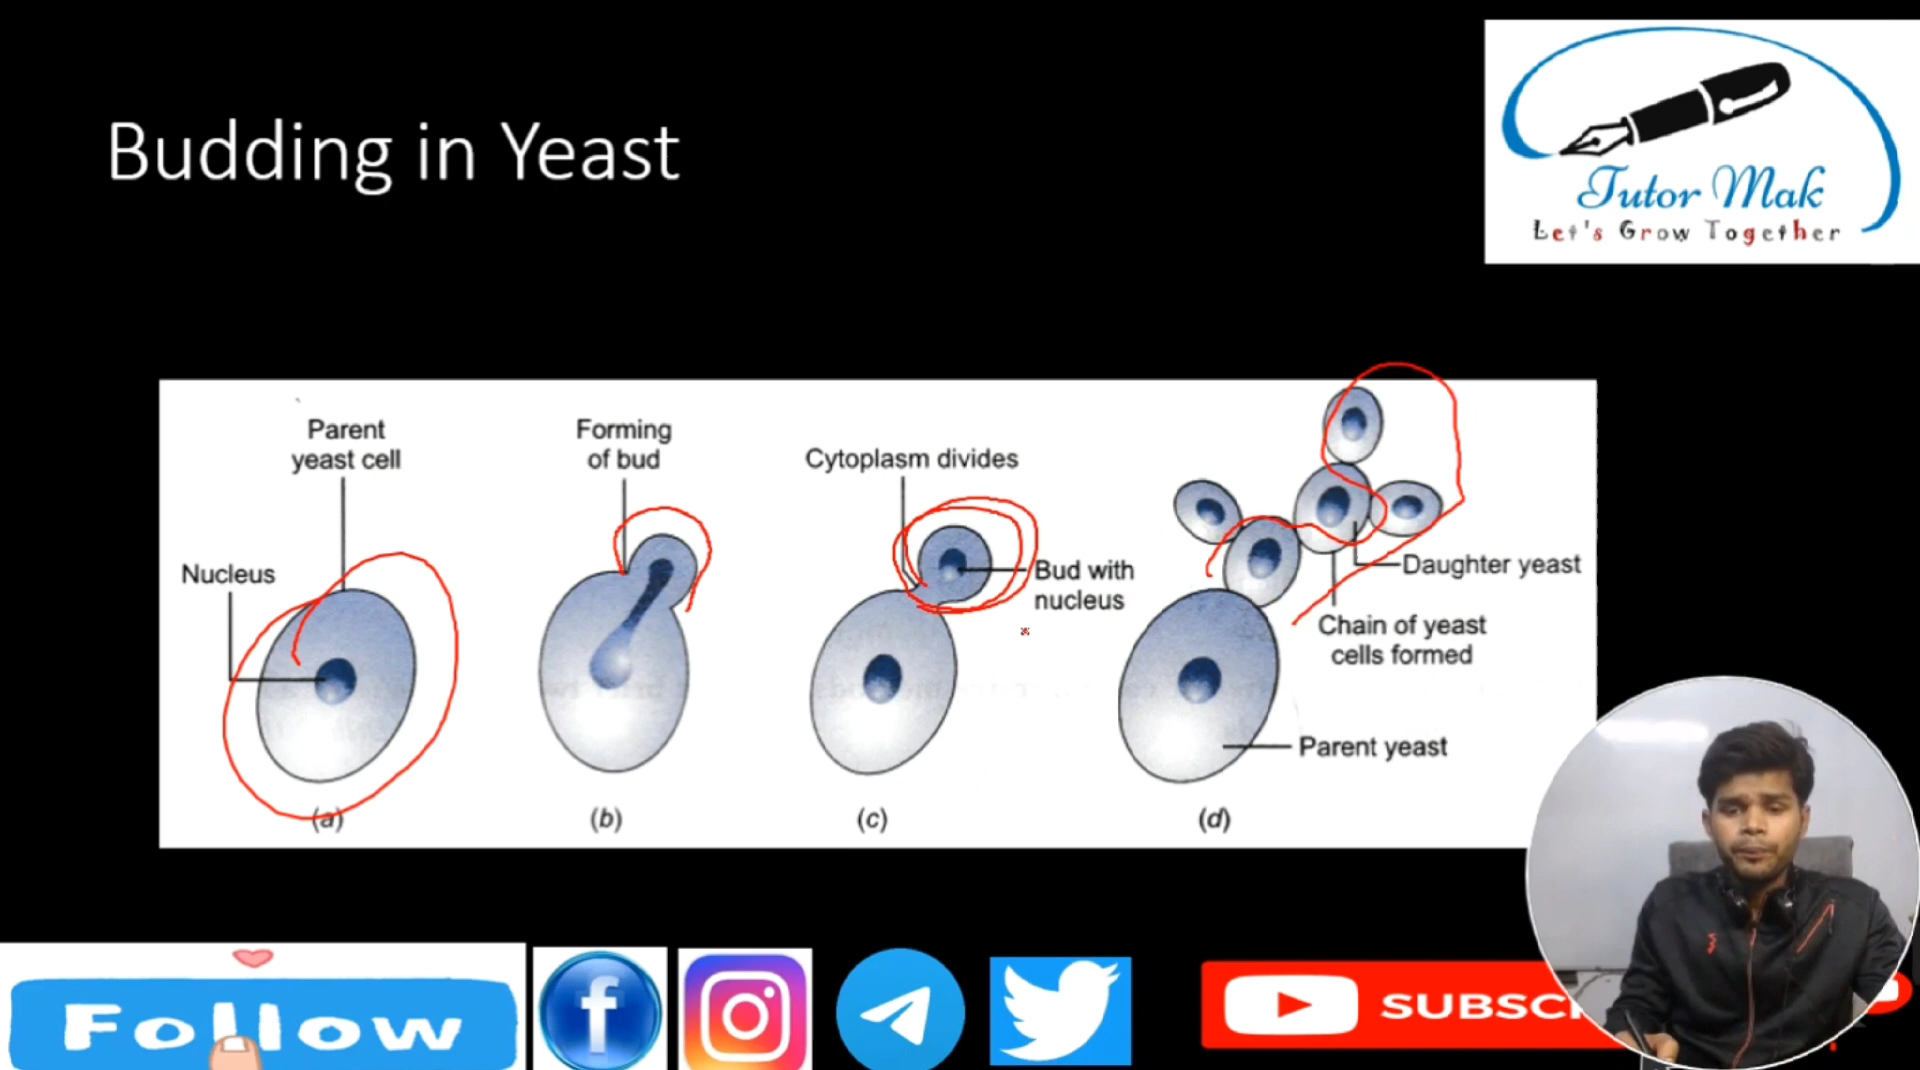 Budding in Yeast
Tutor Mak
Let's Grow Together
Parent
yeast cell
Nucleus
(a)
Forming
of bud
(b)
Cytoplasm divides
Bud with
nucleus
(c)
Daughter yeast
Chain of yeast
cells formed
Parent yeast
(d)
Follow
SUBSC